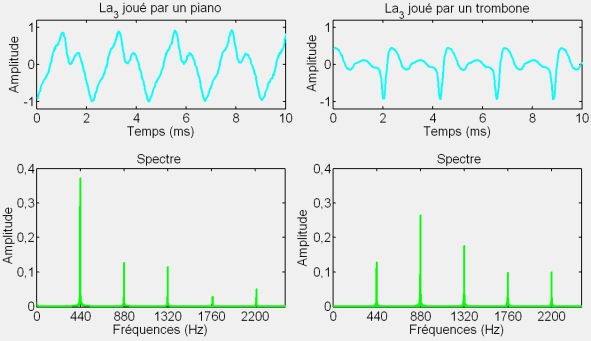 La3 joué par un piano
Amplitude
1
0
-1
0 2 4 6 8 10
Temps (ms)
La3 joué par un trombone
Amplitude
1
0
-1
0 2 4 6 8 10
Temps (ms)
Spectre
Amplitude
0,4
0,3
0,2
0,1
0
0 440 880 1320 1760 2200
Fréquences (Hz)
Spectre
Amplitude
0,4
0,3
0,2
0,1
0
0 440 880 1320 1760 2200
Fréquences (Hz)